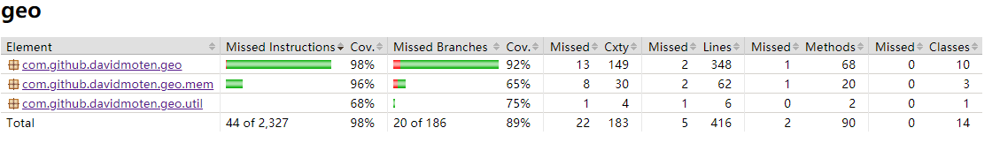 geo
Element Missed Instructions Cov. Missed Branches Cov. Missed Cxty Missed Lines Missed Methods Missed Classes
com.github.davidmoten.geo 98% 92% 13 149 2 348 1 68 0 10
com.github.davidmoten.geo.mem 96% 65% 8 30 2 62 1 20 0 3
com.github.davidmoten.geo.util 68% 75% 1 4 1 6 0 2 0 1
Total 44 of 2,327 98% 20 of 186 89% 22 183 5 416 2 90 0 14